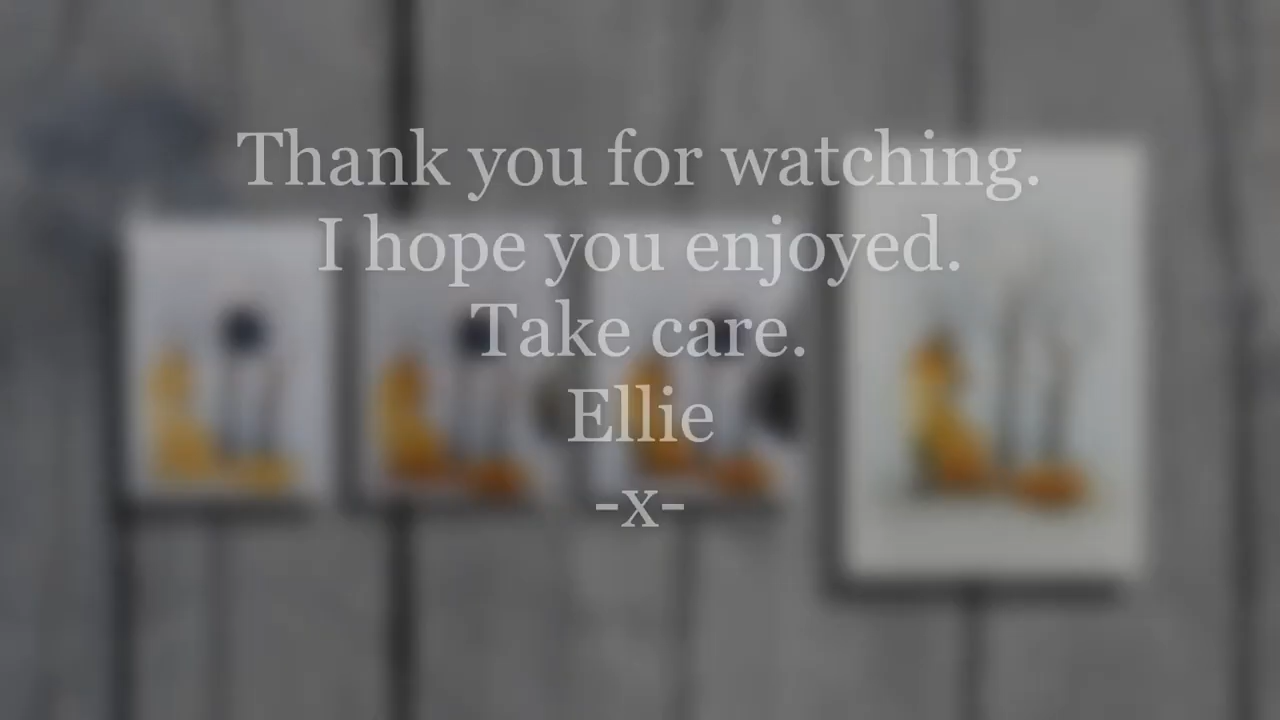 Thank you for watching.
I hope you enjoyed.
Take care.
Ellie
-x-